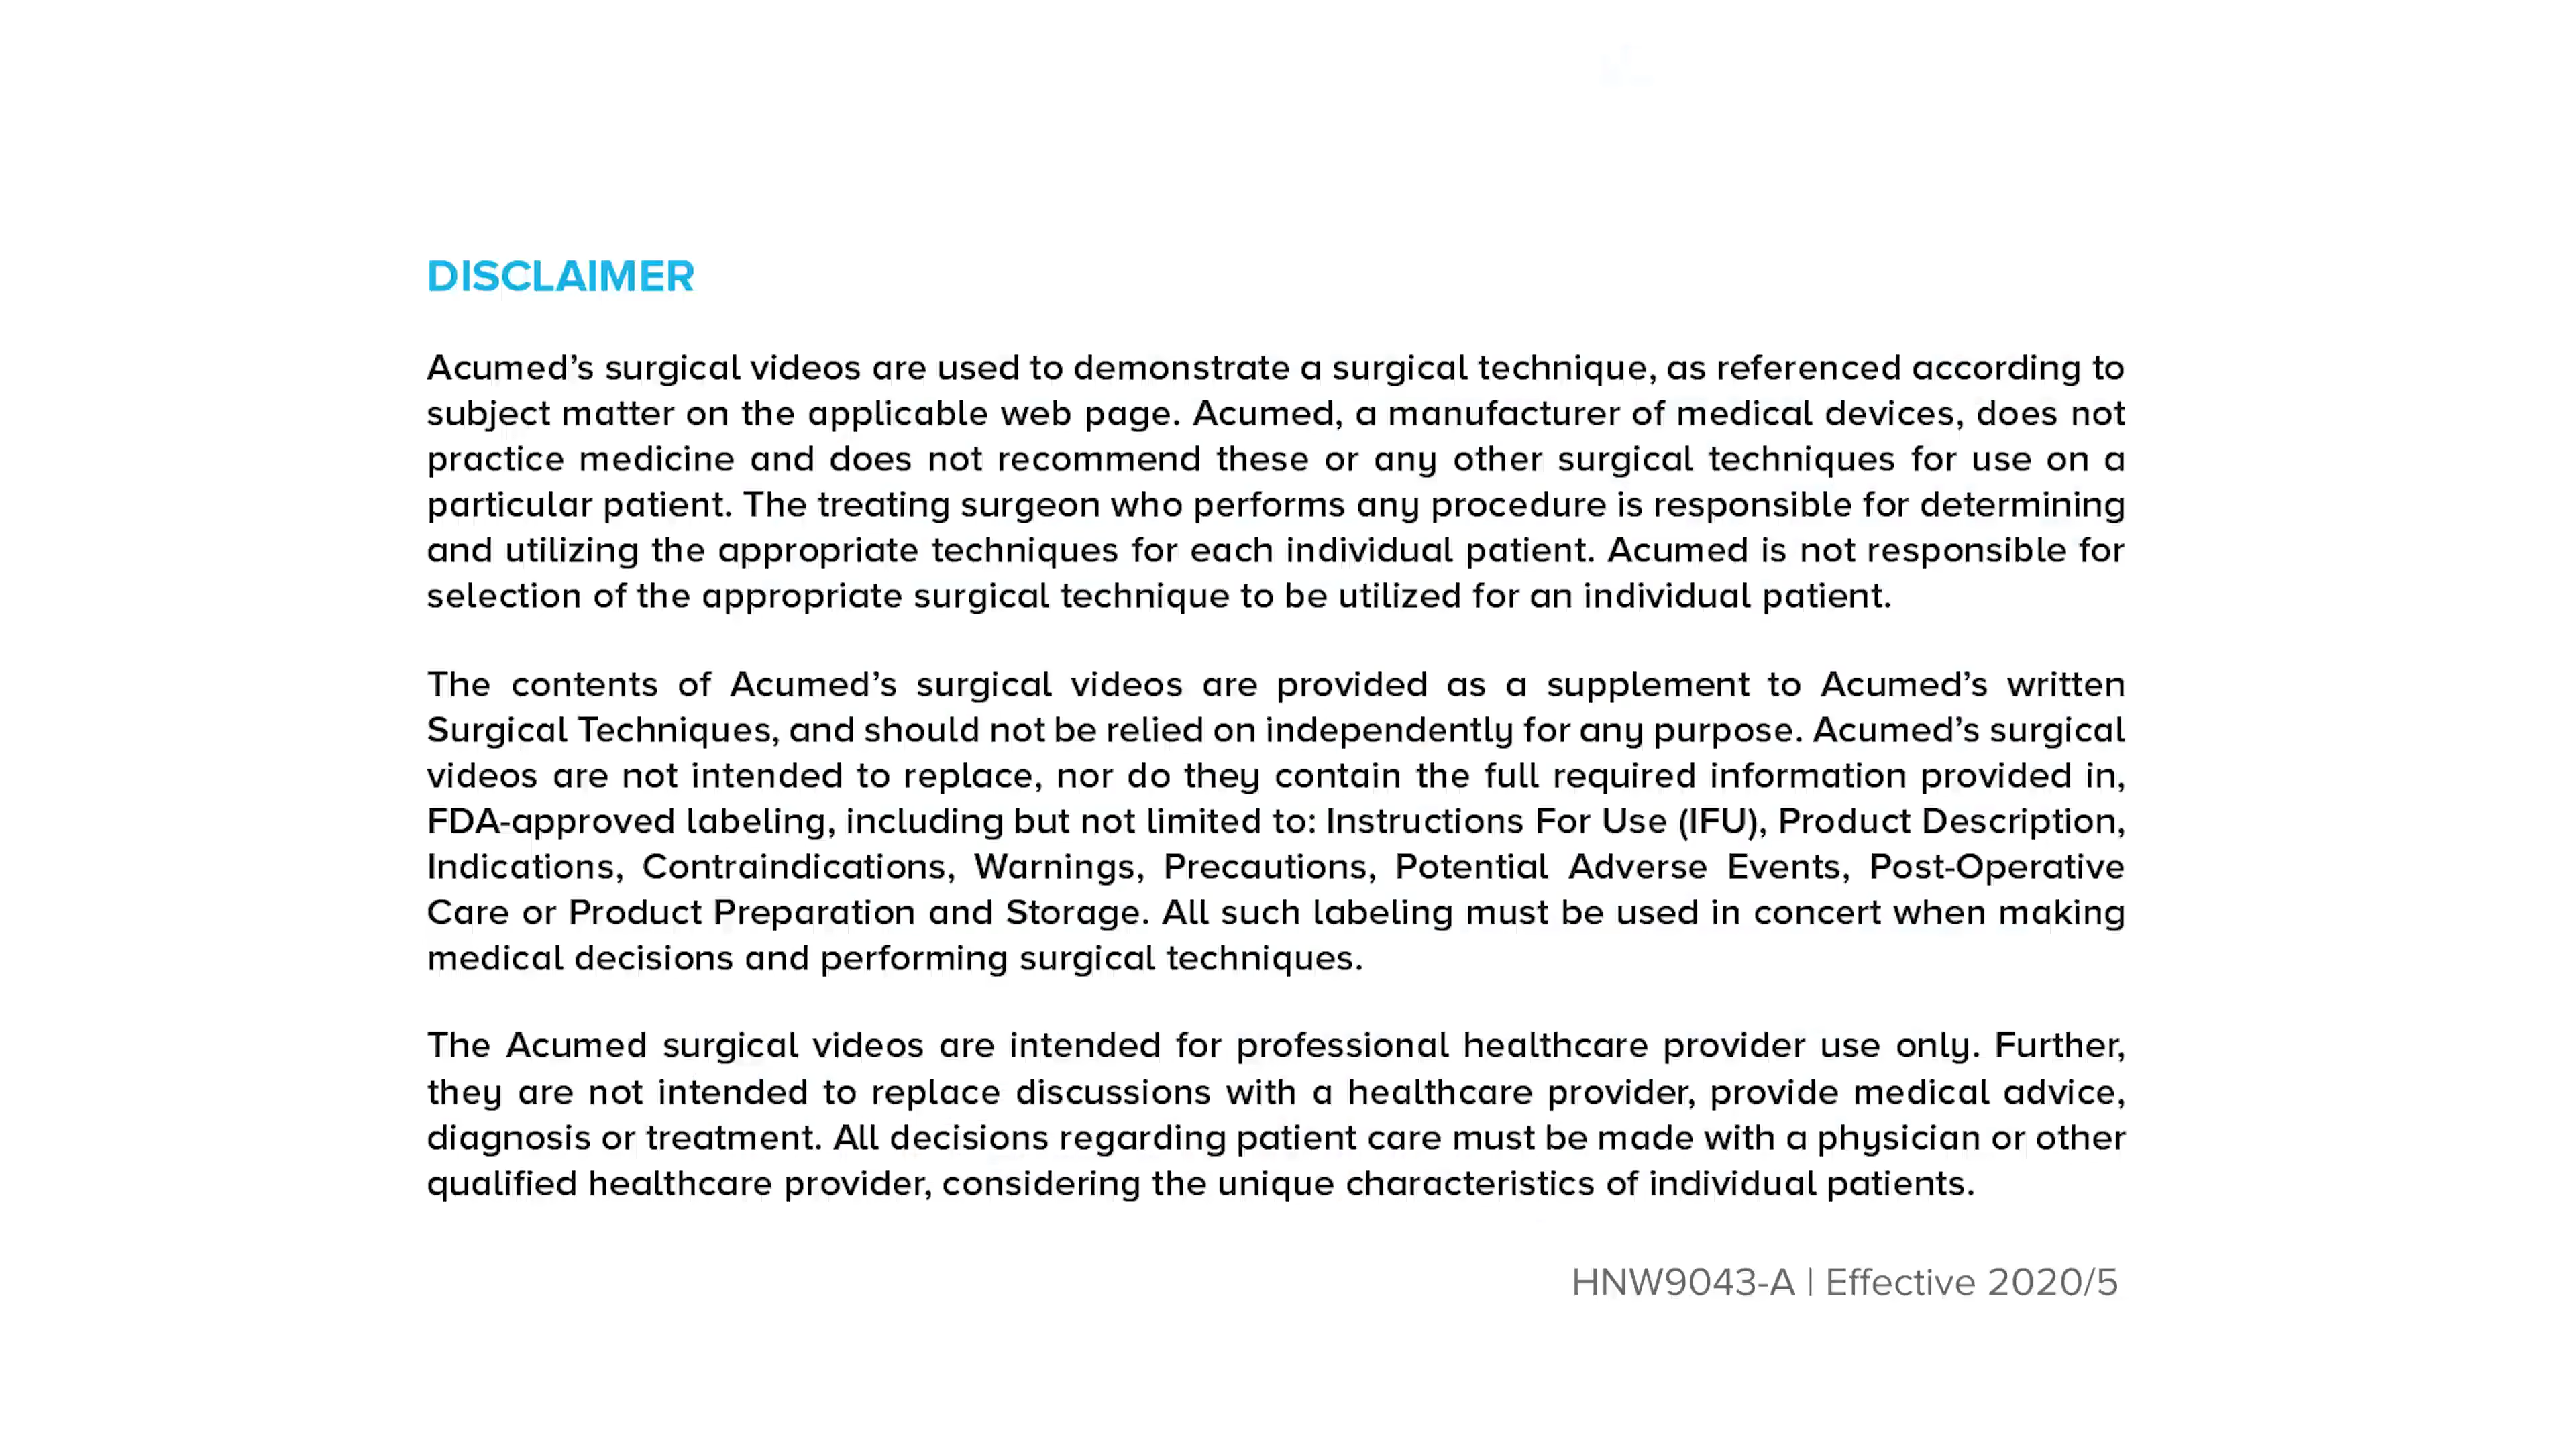 DISCLAIMER
Acumed’s surgical videos are used to demonstrate a surgical technique, as referenced according to
subject matter on the applicable web page. Acumed, a manufacturer of medical devices, does not
practice medicine and does not recommend these or any other surgical techniques for use on a
particular patient. The treating surgeon who performs any procedure is responsible for determining
and utilizing the appropriate techniques for each individual patient. Acumed is not responsible for
selection of the appropriate surgical technique to be utilized for an individual patient.
The contents of Acumed’s surgical videos are provided as a supplement to Acumed’s written
Surgical Techniques, and should not be relied on independently for any purpose. Acumed’s surgical
videos are not intended to replace, nor do they contain the full required information provided in,
FDA-approved labeling, including but not limited to: Instructions For Use (IFU), Product Description,
Indications, Contraindications, Warnings, Precautions, Potential Adverse Events, Post-Operative
Care or Product Preparation and Storage. All such labeling must be used in concert when making
medical decisions and performing surgical techniques.
The Acumed surgical videos are intended for professional healthcare provider use only. Further,
they are not intended to replace discussions with a healthcare provider, provide medical advice,
diagnosis or treatment. All decisions regarding patient care must be made with a physician or other
qualified healthcare provider, considering the unique characteristics of individual patients.
HNW9043-A | Effective 2020/5